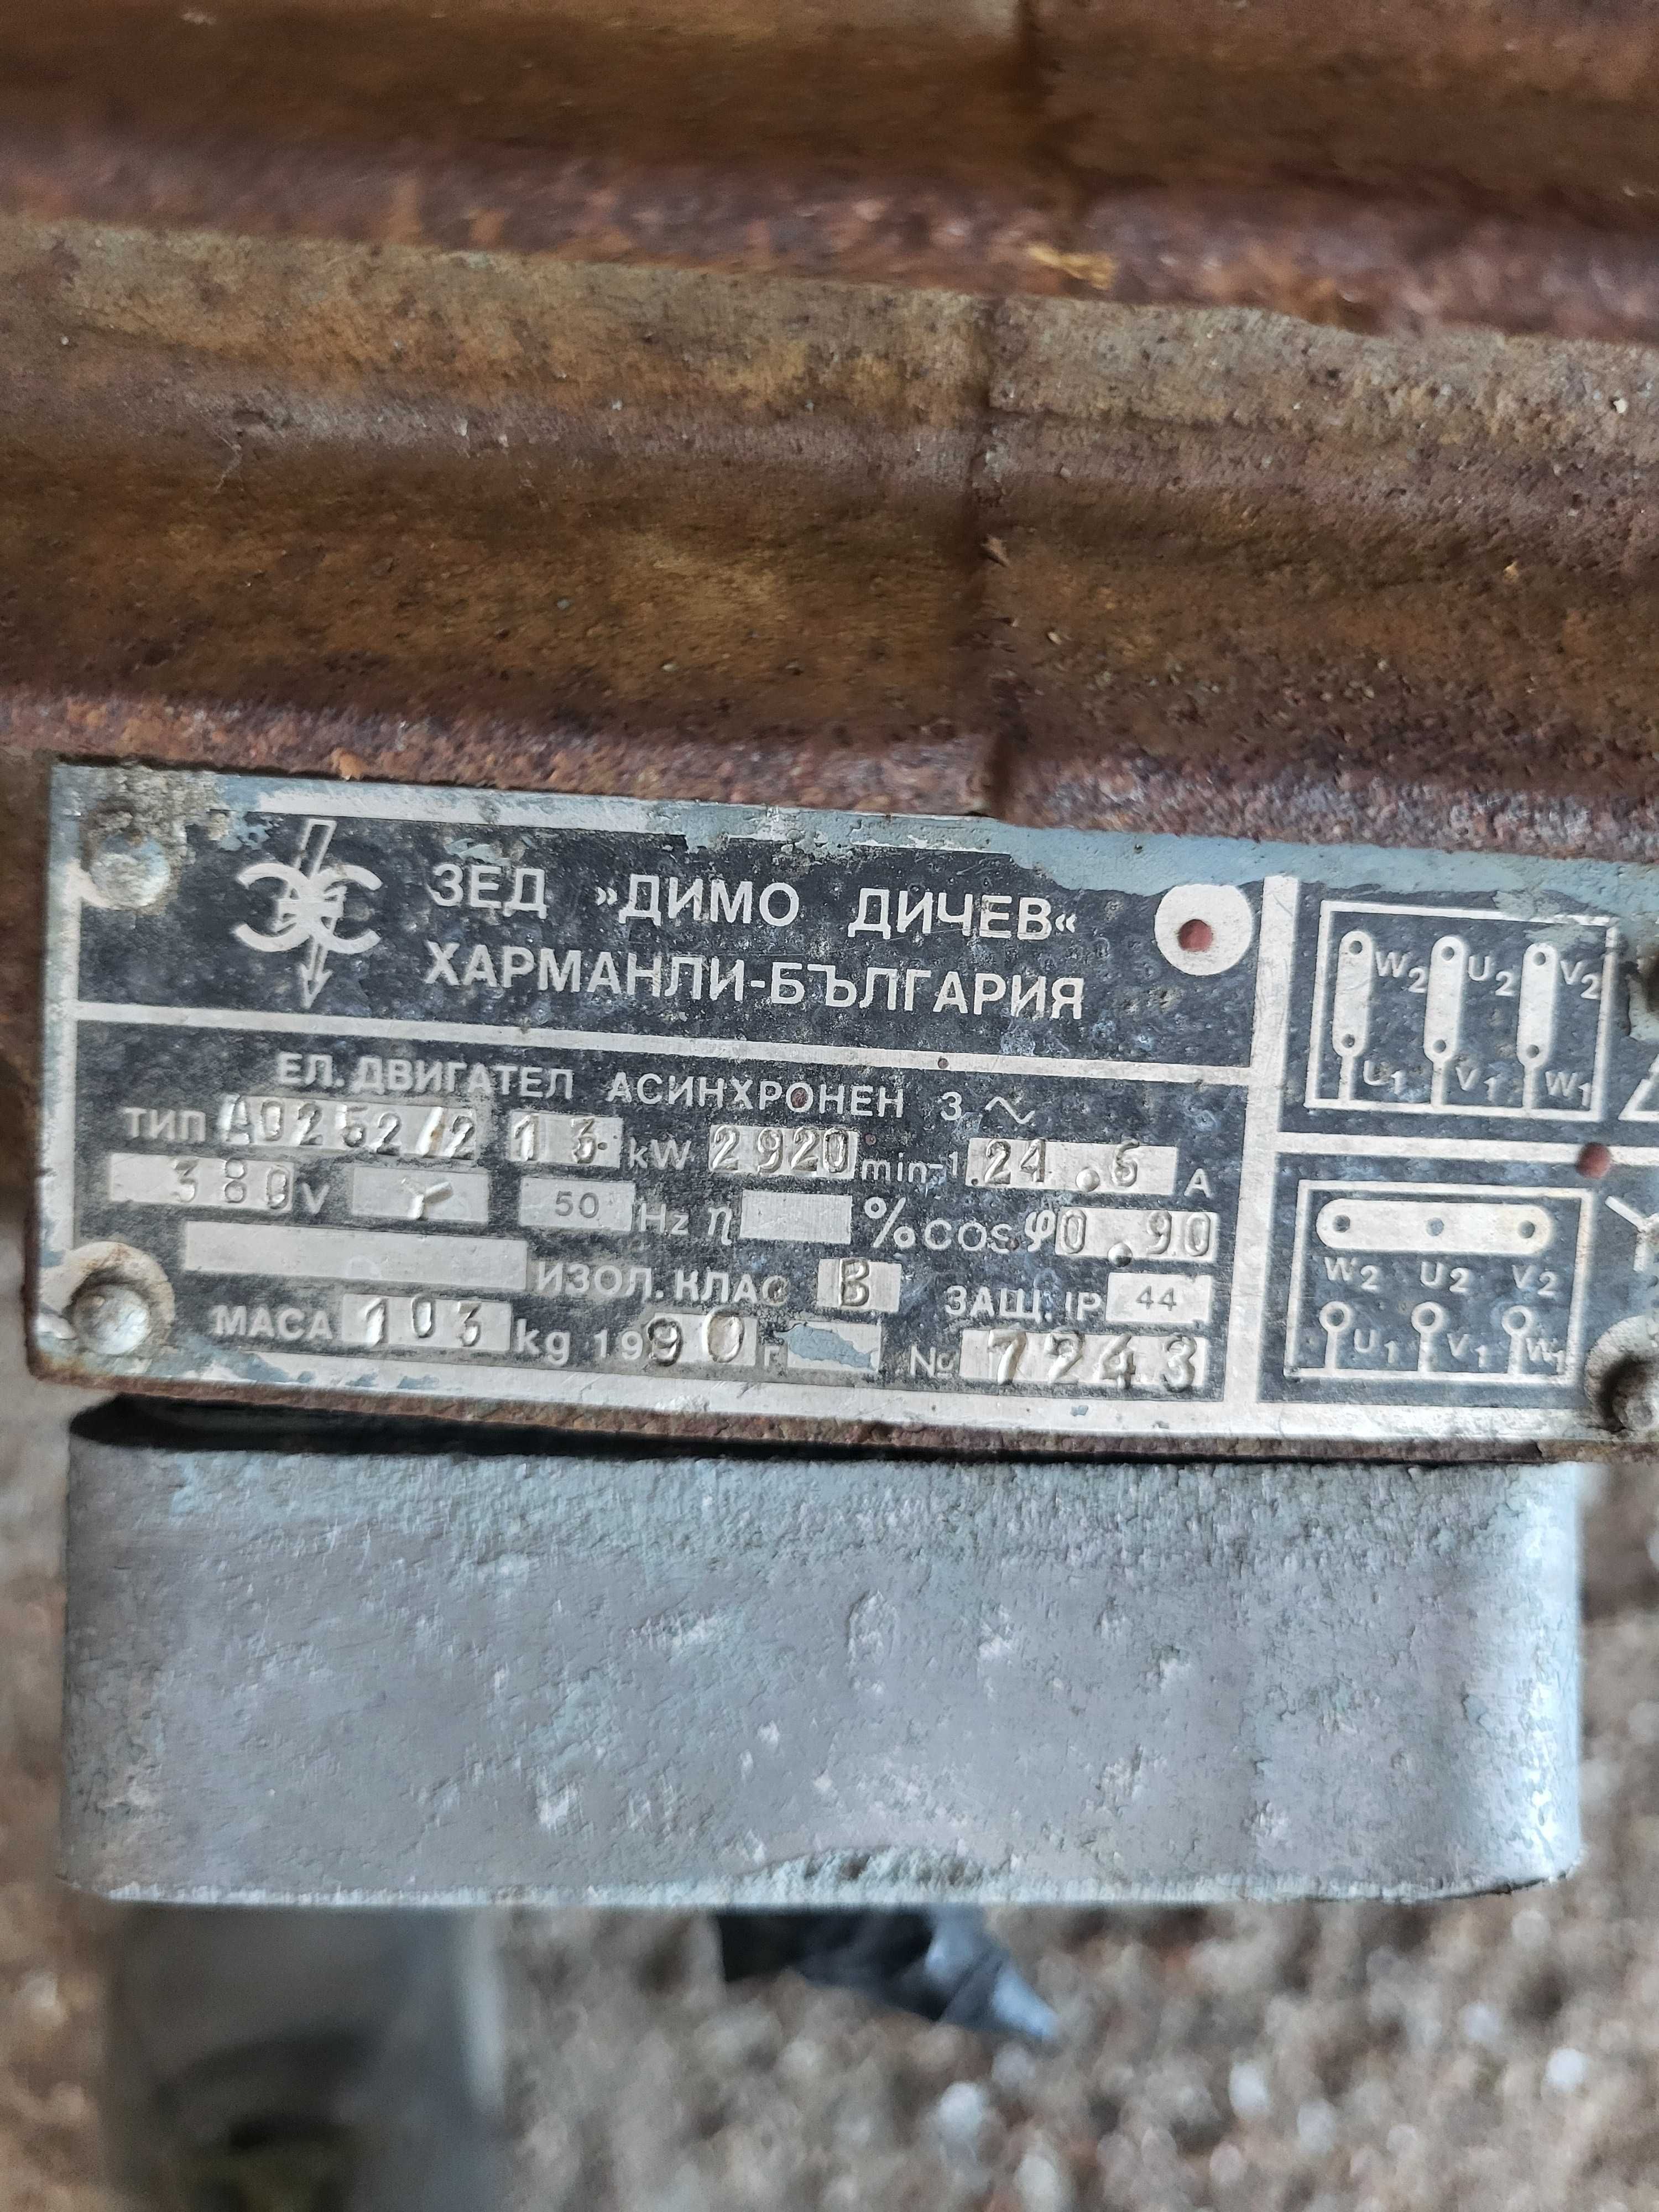 ЗЕД »ДИМО ДИЧЕВ«
ХАРМАНЛИ-БЪЛГАРИЯ
ЕЛ. ДВИГАТЕЛ АСИНХРОНЕН 3 ~
ТИП АО252/2 13 kW 2920 min-1 24.6 A
380 V Y 50 Hz η % cos φ 0.90
ИЗОЛ. КЛАС B ЗАЩ. IP 44
МАСА 103 kg 1990 г № 7243
W2 U2 V2
U1 V1 W1
W2 U2 V2
U1 V1 W1
Y